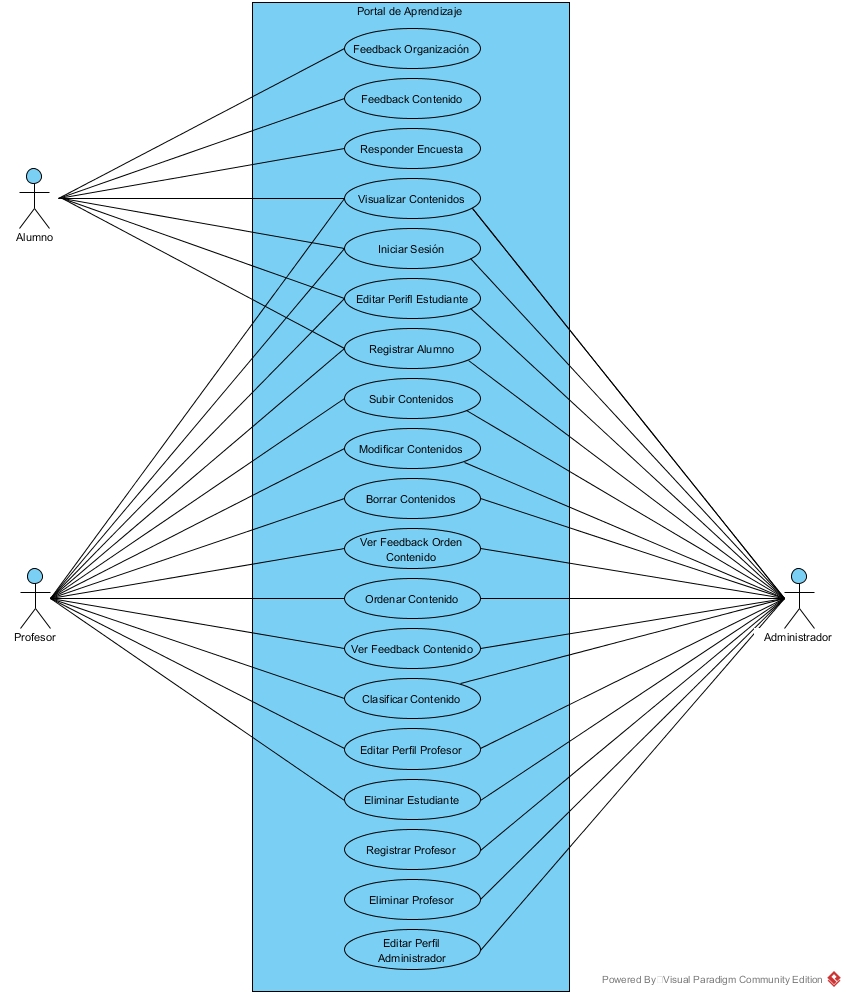 Portal de Aprendizaje
Feedback Organización
Feedback Contenido
Responder Encuesta
Visualizar Contenidos
Iniciar Sesión
Editar Perifl Estudiante
Registrar Alumno
Subir Contenidos
Modificar Contenidos
Borrar Contenidos
Ver Feedback Orden
Contenido
Ordenar Contenido
Ver Feedback Contenido
Clasificar Contenido
Editar Perfil Profesor
Eliminar Estudiante
Registrar Profesor
Eliminar Profesor
Editar Perfil
Administrador
Alumno
Profesor
Administrador
Powered By Visual Paradigm Community Edition